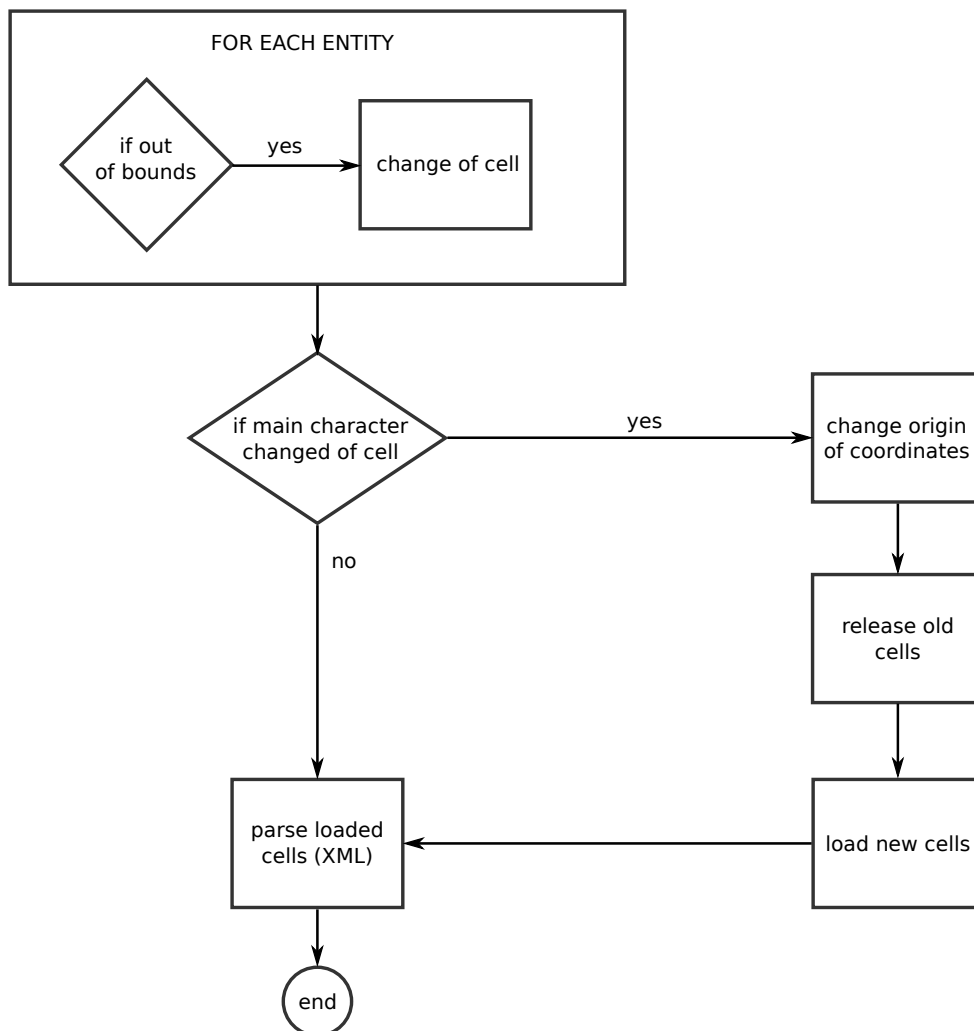 FOR EACH ENTITY
if out
of bounds
yes
change of cell
if main character
changed of cell
yes
change origin
of coordinates
no
release old
cells
parse loaded
cells (XML)
load new cells
end